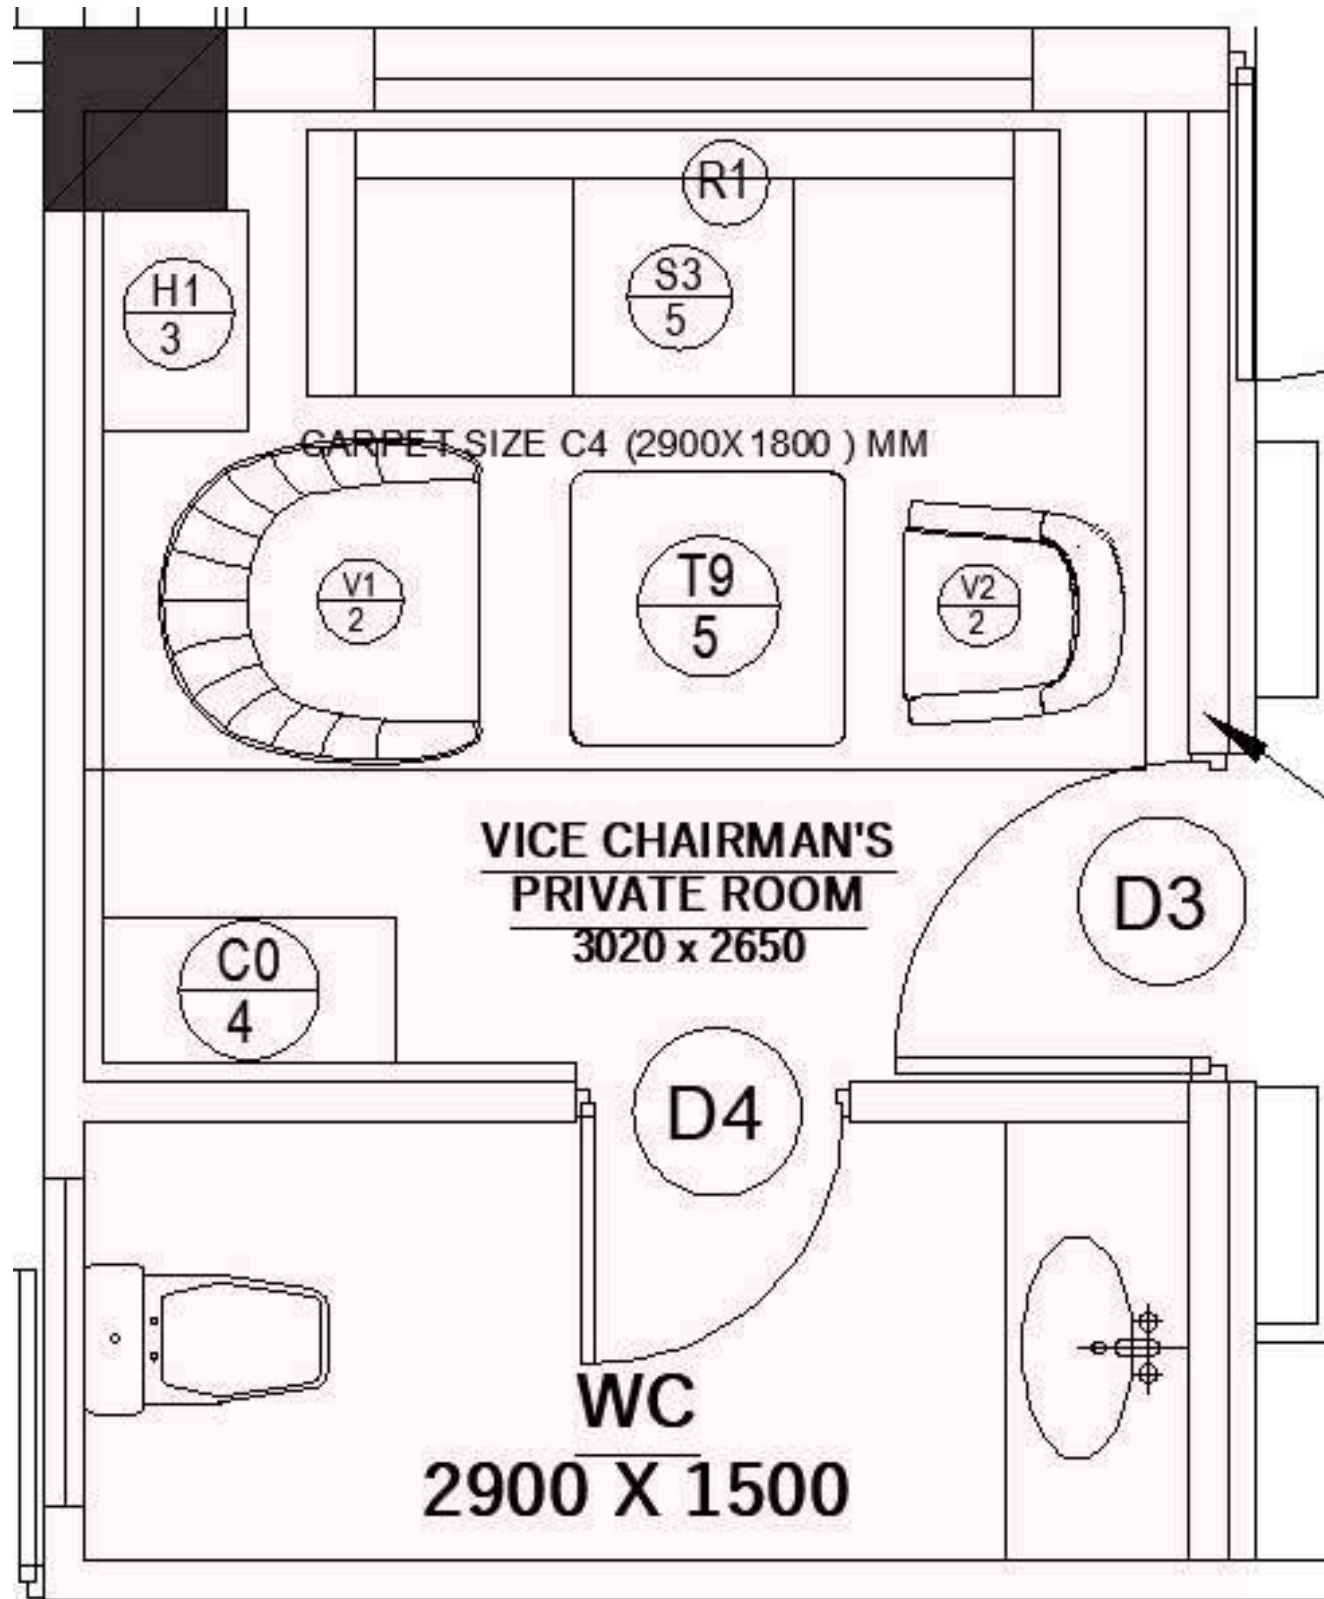 R1
S3
5
H1
3
CARPET SIZE C4 (2900X1800 ) MM
V1
2
T9
5
V2
2
VICE CHAIRMAN'S
PRIVATE ROOM
3020 x 2650
D3
C0
4
D4
WC
2900 X 1500